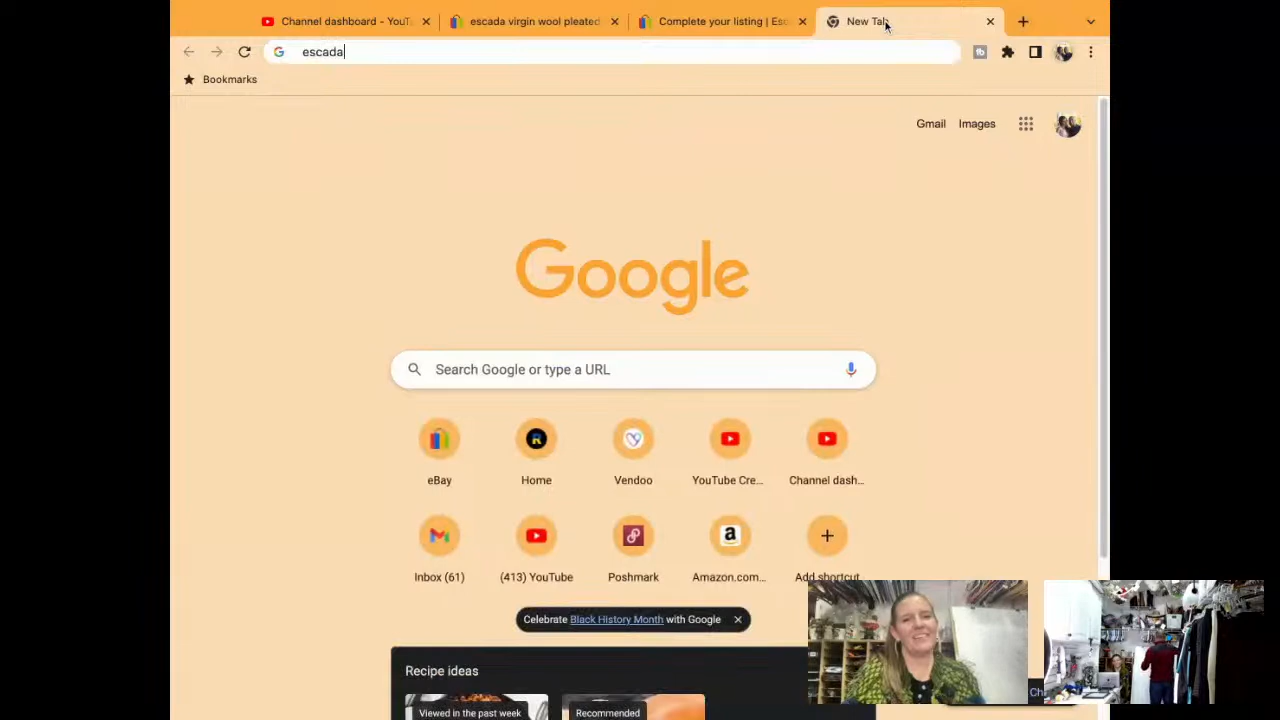 Channel dashboard - YouT
escada virgin wool pleated
Complete your listing | Esc
New Tab
escada
Bookmarks
Gmail
Images
Google
Search Google or type a URL
eBay
Home
Vendoo
YouTube Cre...
Channel dash...
Inbox (61)
(413) YouTube
Poshmark
Amazon.com...
Add shortcut
Celebrate Black History Month with Google
Recipe ideas
Viewed in the past week
Recommended
Ch